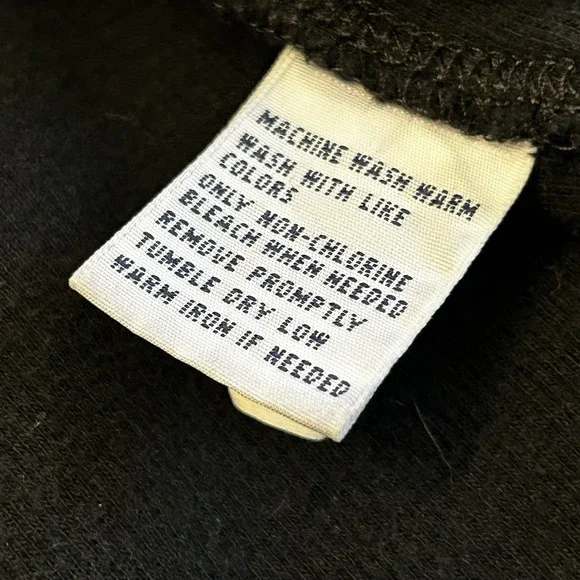 MACHINE WASH WARM
WASH WITH LIKE
COLORS
ONLY NON-CHLORINE
BLEACH WHEN NEEDED
REMOVE PROMPTLY
TUMBLE DRY LOW
WARM IRON IF NEEDED